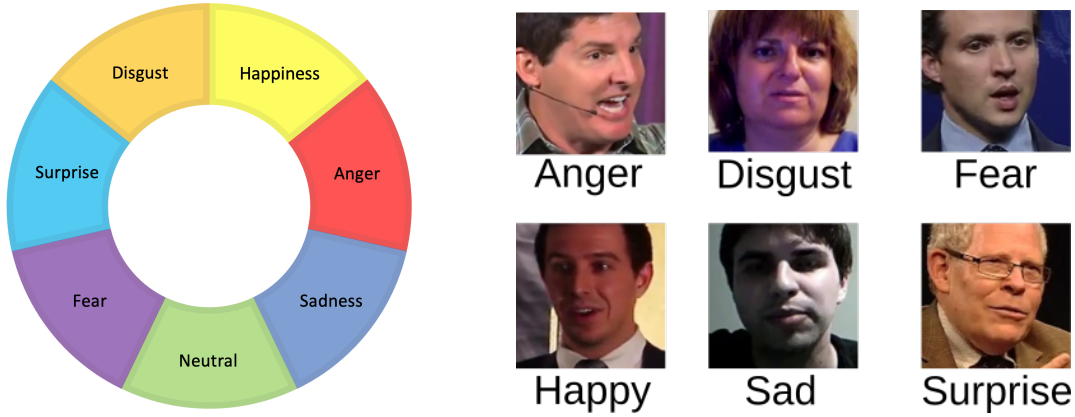 Disgust
Happiness
Surprise
Anger
Fear
Sadness
Neutral
Anger
Disgust
Fear
Happy
Sad
Surprise